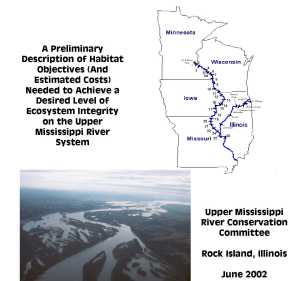 A Preliminary
Description of Habitat
Objectives (And
Estimated Costs)
Needed to Achieve a
Desired Level of
Ecosystem Integrity
on the Upper
Mississippi River
System
Minnesota
Wisconsin
Iowa
Illinois
Missouri
Upper Mississippi
River Conservation
Committee
Rock Island, Illinois
June 2002